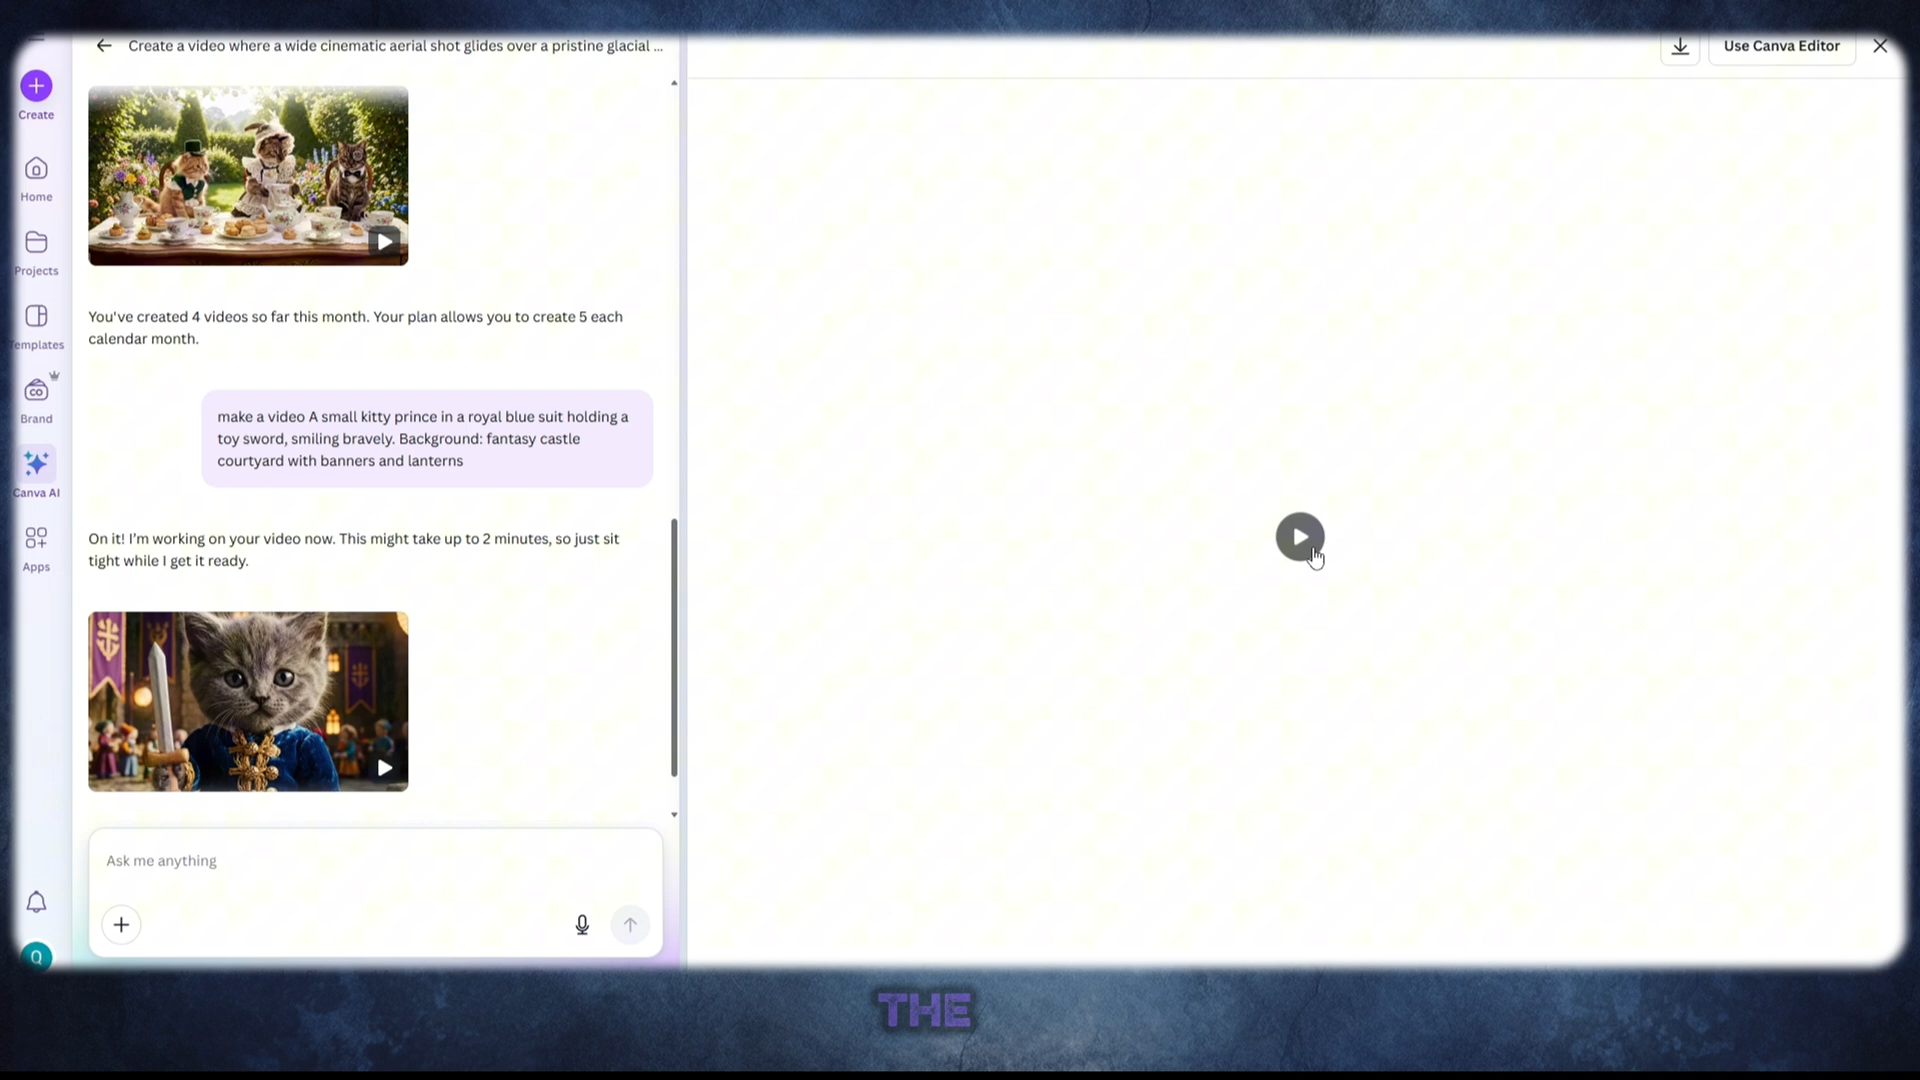 Create a video where a wide cinematic aerial shot glides over a pristine glacial ...
Use Canva Editor
Create
Home
Projects
Templates
Brand
Canva AI
Apps
You've created 4 videos so far this month. Your plan allows you to create 5 each
calendar month.
make a video A small kitty prince in a royal blue suit holding a
toy sword, smiling bravely. Background: fantasy castle
courtyard with banners and lanterns
On it! I'm working on your video now. This might take up to 2 minutes, so just sit
tight while I get it ready.
Ask me anything
Q
THE